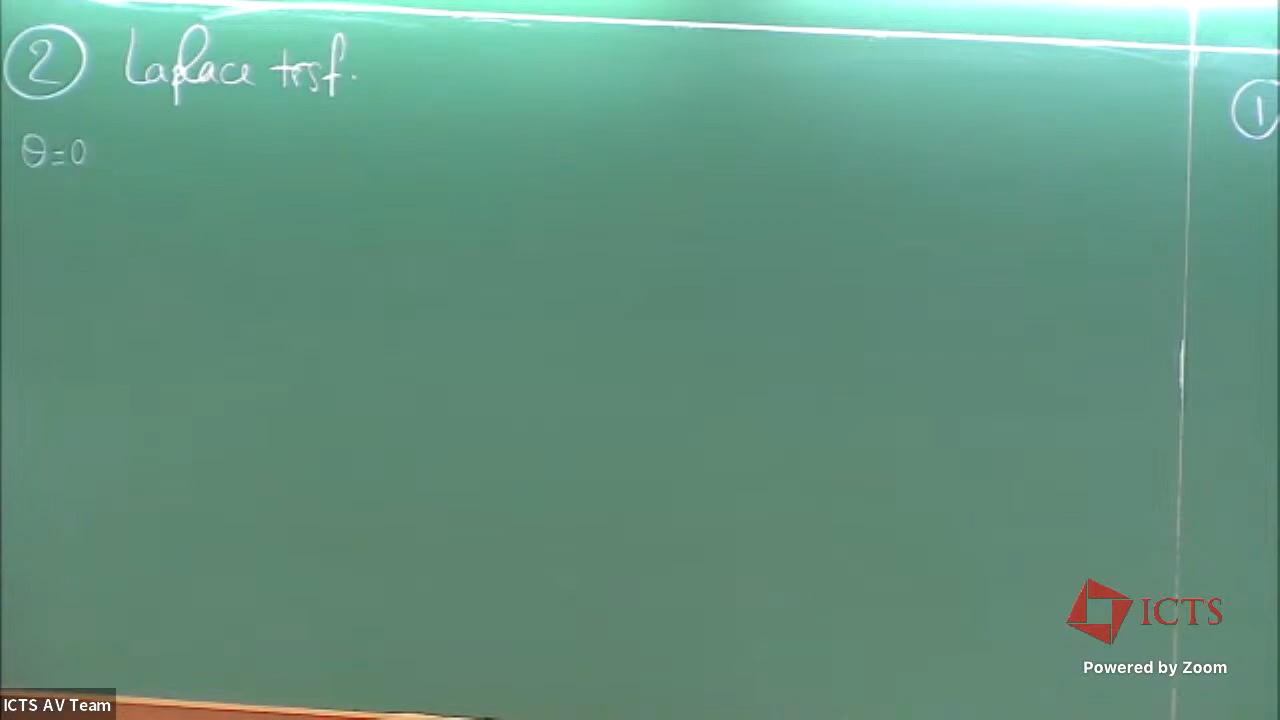 ② Laplace trsf.
θ=0
①
ICTS
Powered by Zoom
ICTS AV Team